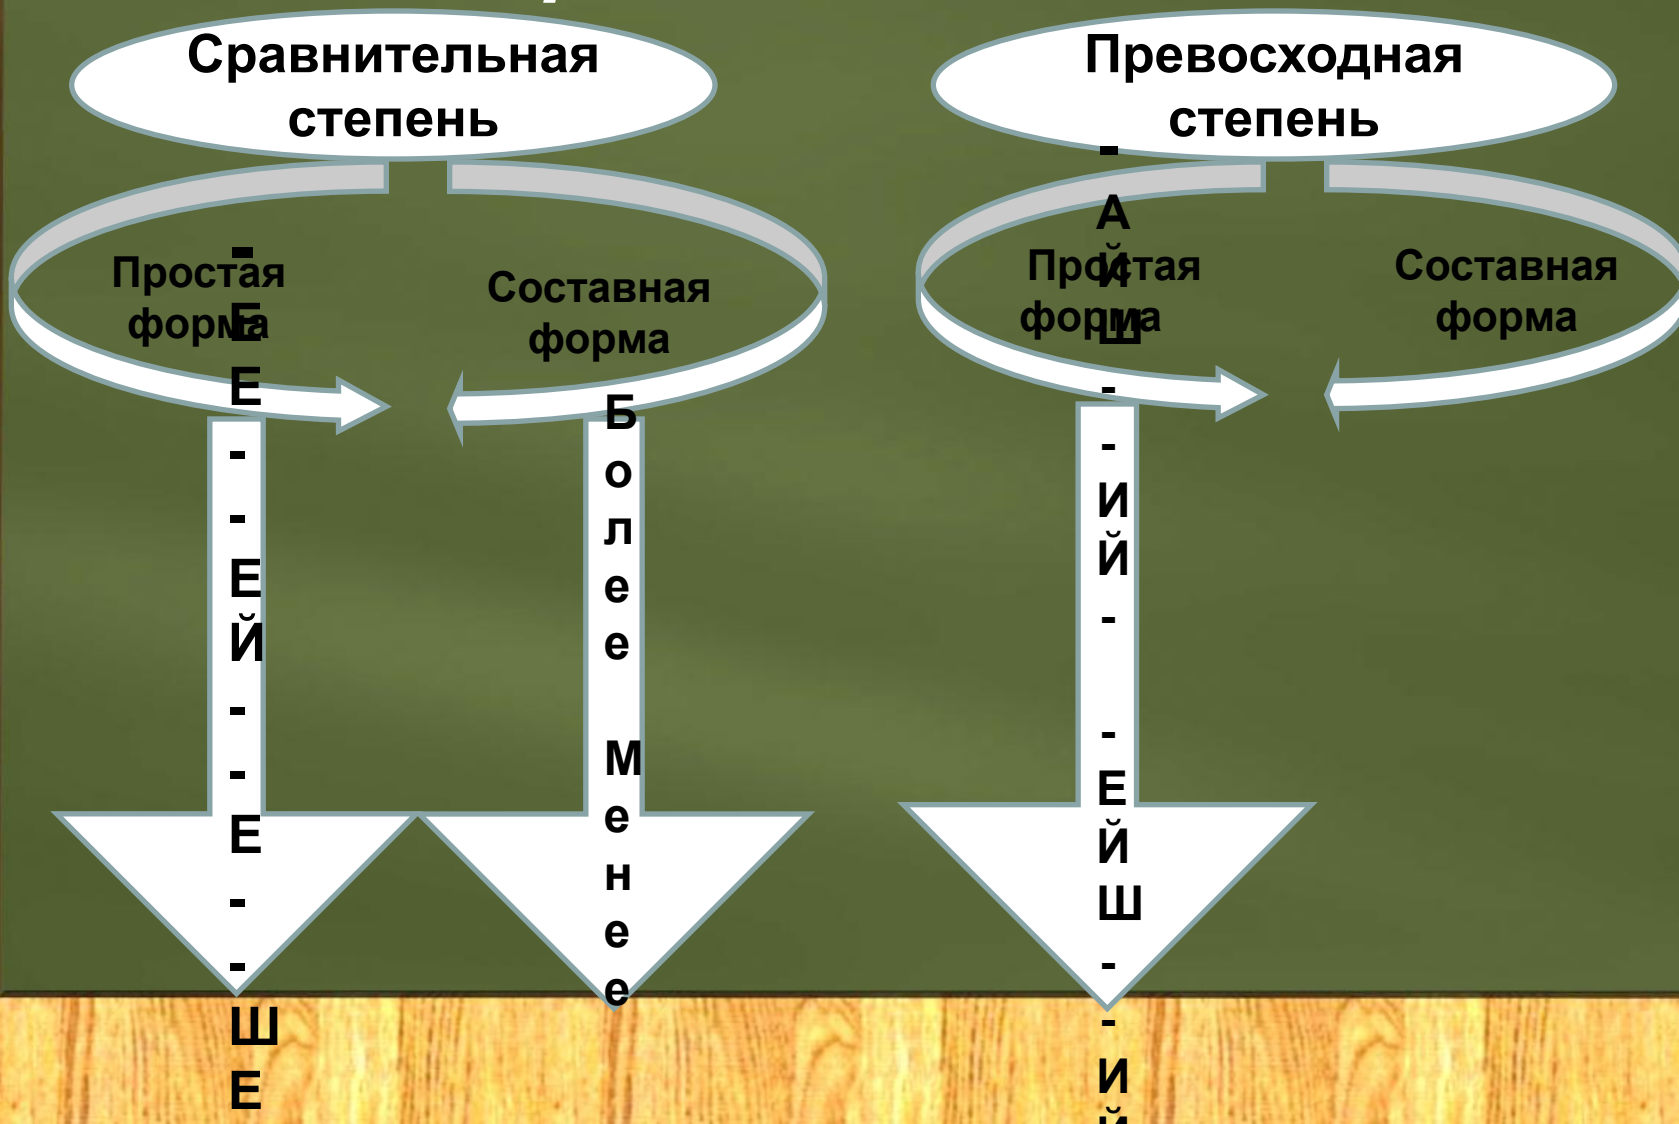 Сравнительная
степень
Простая
форма
Составная
форма
-
Е
Е
-
-
Е
Й
-
-
Е
-
-
Ш
Е
Б
о
л
е
е
М
е
н
е
е
Превосходная
степень
Простая
форма
Составная
форма
-
А
Й
Ш
-
-
И
Й
-
-
Е
Й
Ш
-
-
И
Й